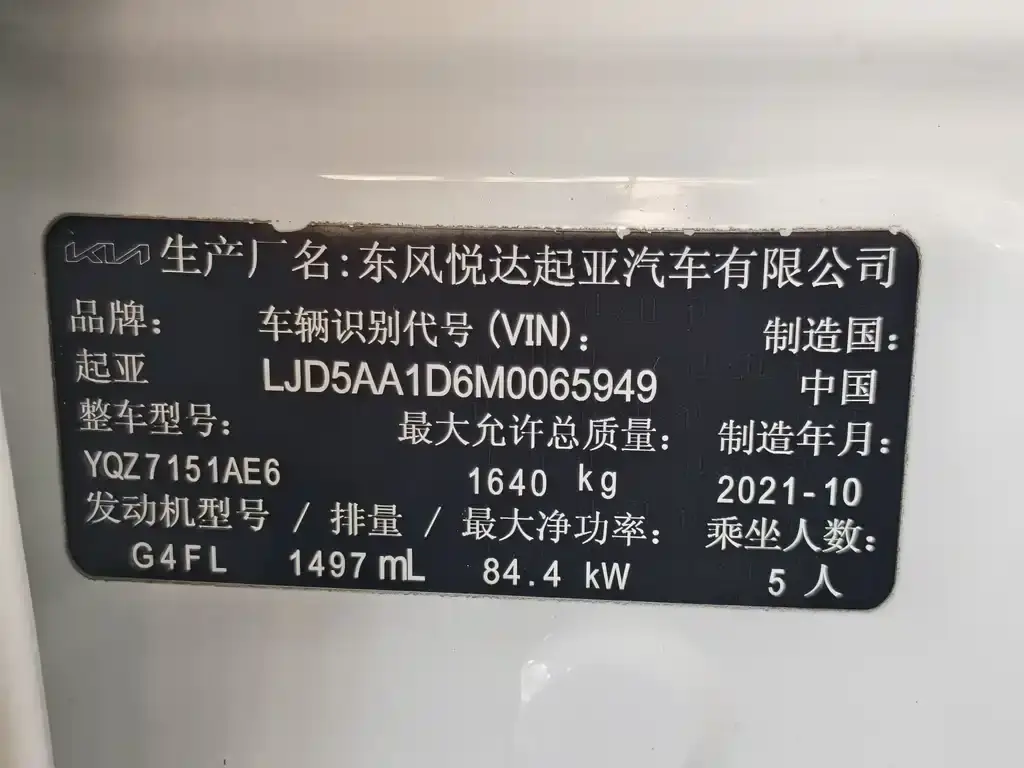 KIA 生产厂名:东风悦达起亚汽车有限公司
品牌: 车辆识别代号(VIN): 制造国:
起亚 LJD5AA1D6M0065949 中国
整车型号: 最大允许总质量: 制造年月:
YQZ7151AE6 1640 kg 2021-10
发动机型号 / 排量 / 最大净功率: 乘坐人数:
G4FL 1497 mL 84.4 kW 5 人